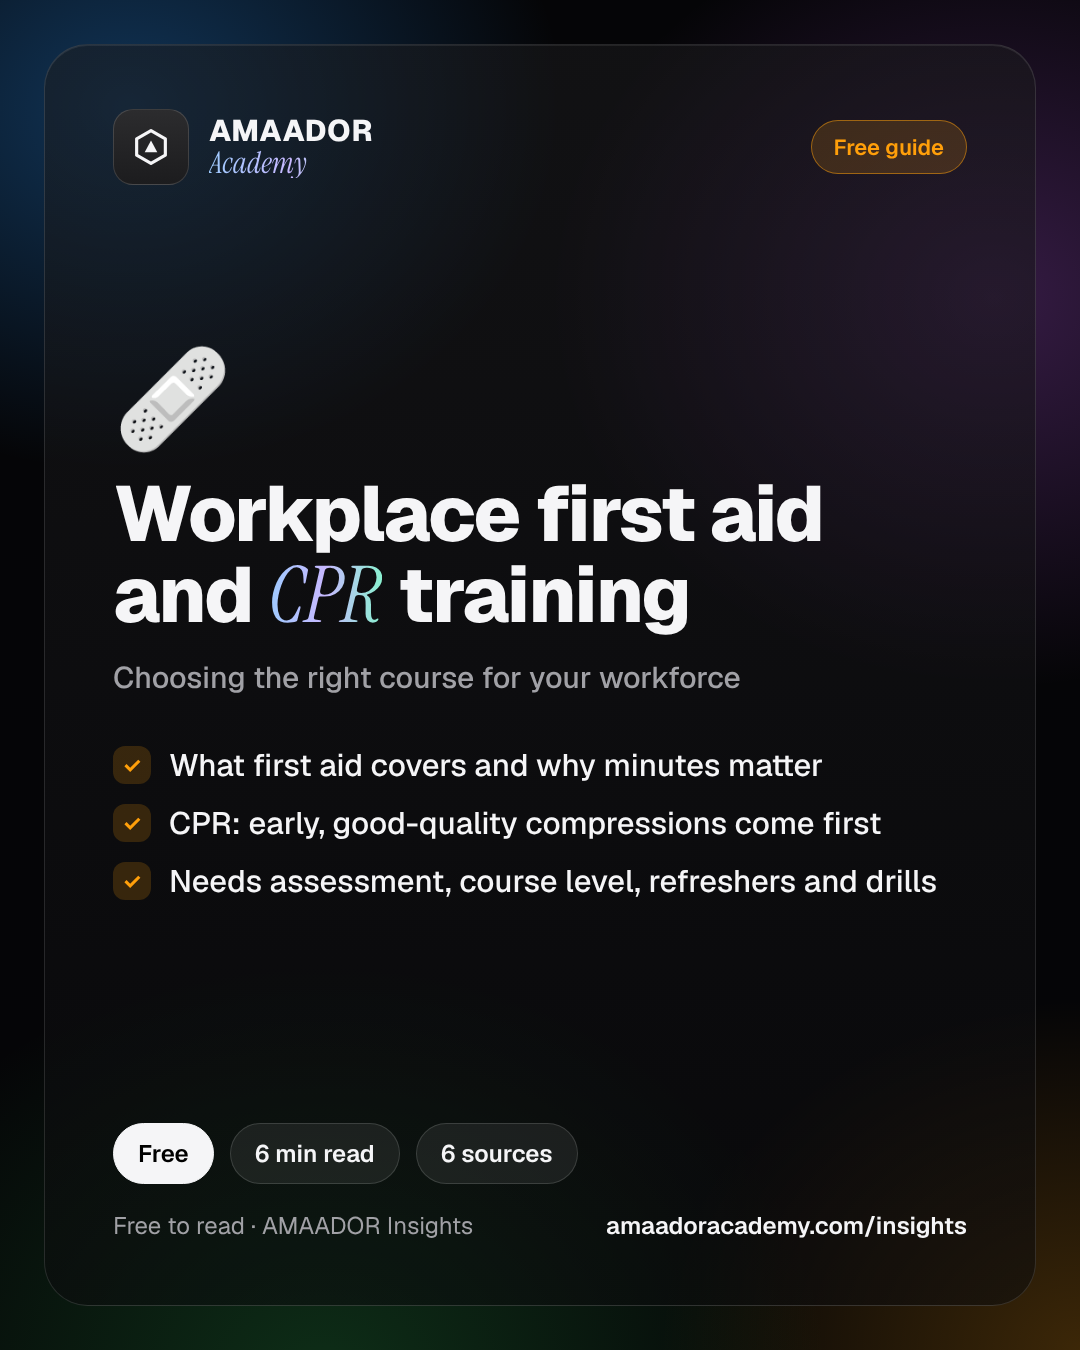 AMAADOR
Academy
Free guide
Workplace first aid
and CPR training
Choosing the right course for your workforce
What first aid covers and why minutes matter
CPR: early, good-quality compressions come first
Needs assessment, course level, refreshers and drills
Free
6 min read
6 sources
Free to read · AMAADOR Insights
amaadoracademy.com/insights